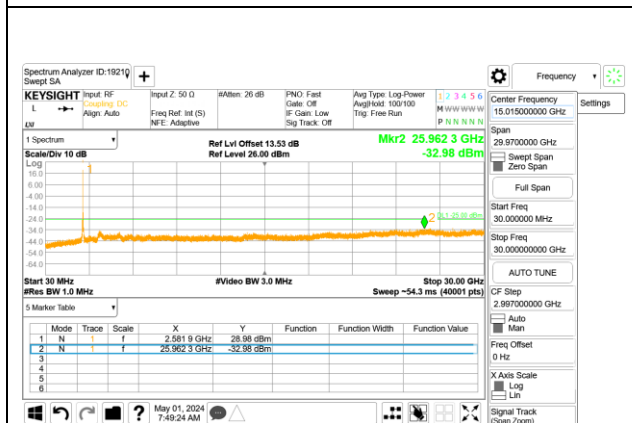 Spectrum Analyzer ID:19210
Swept SA
Frequency
Settings
KEYSIGHT
L
Input: RF
Coupling: DC
Align: Auto
Input Z: 50 Ω
Freq Ref: Int (S)
NFE: Adaptive
#Atten: 26 dB
PNO: Fast
Gate: Off
IF Gain: Low
Sig Track: Off
Avg Type: Log-Power
Avg|Hold: 100/100
Trig: Free Run
1 2 3 4 5 6
M W W W W W
P N N N N N
1 Spectrum
Scale/Div 10 dB
Ref Lvl Offset 13.53 dB
Ref Level 26.00 dBm
Mkr2 25.962 3 GHz
-32.98 dBm
Log
16.0
6.00
-4.00
-14.0
-24.0
-34.0
-44.0
-54.0
-64.0
1
2
DL1 -25.00 dBm
Start 30 MHz
#Res BW 1.0 MHz
#Video BW 3.0 MHz
Stop 30.00 GHz
Sweep ~54.3 ms (40001 pts)
5 Marker Table
Mode Trace Scale X Y Function Function Width Function Value
1 N 1 f 2.581 9 GHz 28.98 dBm
2 N 1 f 25.962 3 GHz -32.98 dBm
3
4
5
6
May 01, 2024
7:49:24 AM
Center Frequency
15.015000000 GHz
Span
29.9700000 GHz
Swept Span
Zero Span
Full Span
Start Freq
30.000000 MHz
Stop Freq
30.000000000 GHz
AUTO TUNE
CF Step
2.997000000 GHz
Auto
Man
Freq Offset
0 Hz
X Axis Scale
Log
Lin
Signal Track
(Span Zoom)